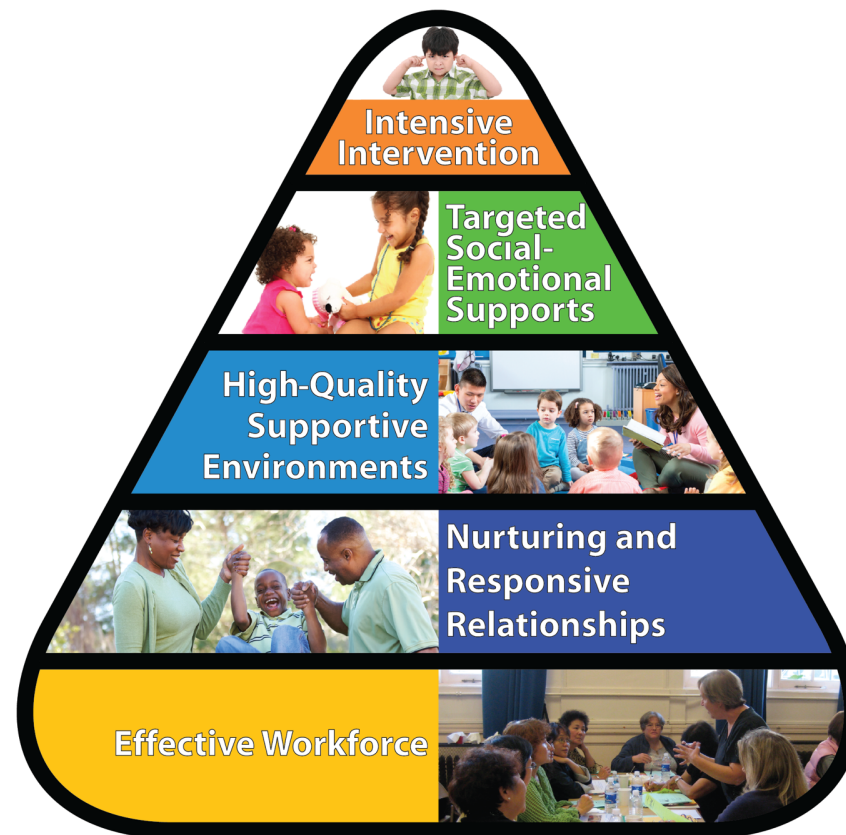 Intensive
Intervention
Targeted
Social-
Emotional
Supports
High-Quality
Supportive
Environments
Nurturing and
Responsive
Relationships
Effective Workforce